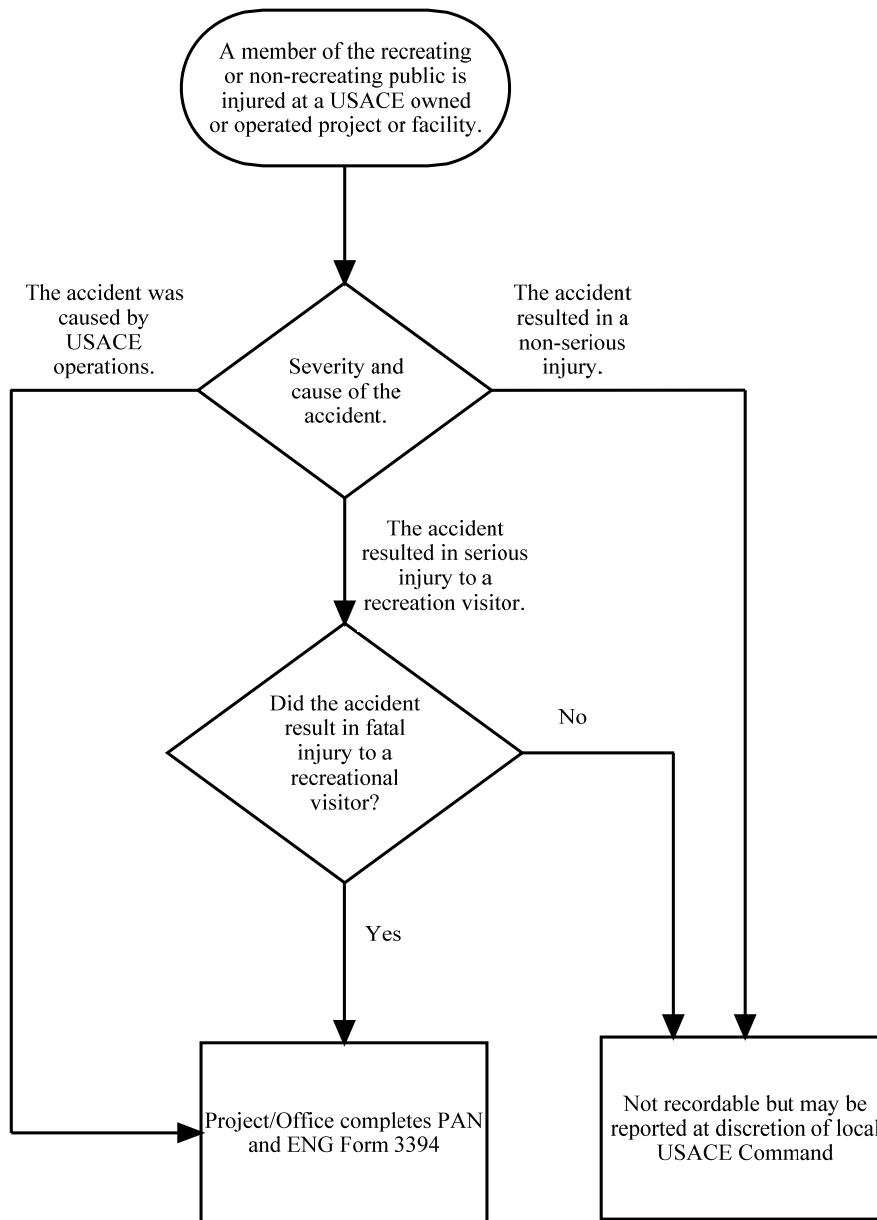 A member of the recreating
or non-recreating public is
injured at a USACE owned
or operated project or facility.
The accident was
caused by
USACE
operations.
The accident
resulted in a
non-serious
injury.
Severity and
cause of the
accident.
The accident
resulted in serious
injury to a
recreation visitor.
Did the accident
result in fatal
injury to a
recreational
visitor?
No
Yes
Project/Office completes PAN
and ENG Form 3394
Not recordable but may be
reported at discretion of local
USACE Command